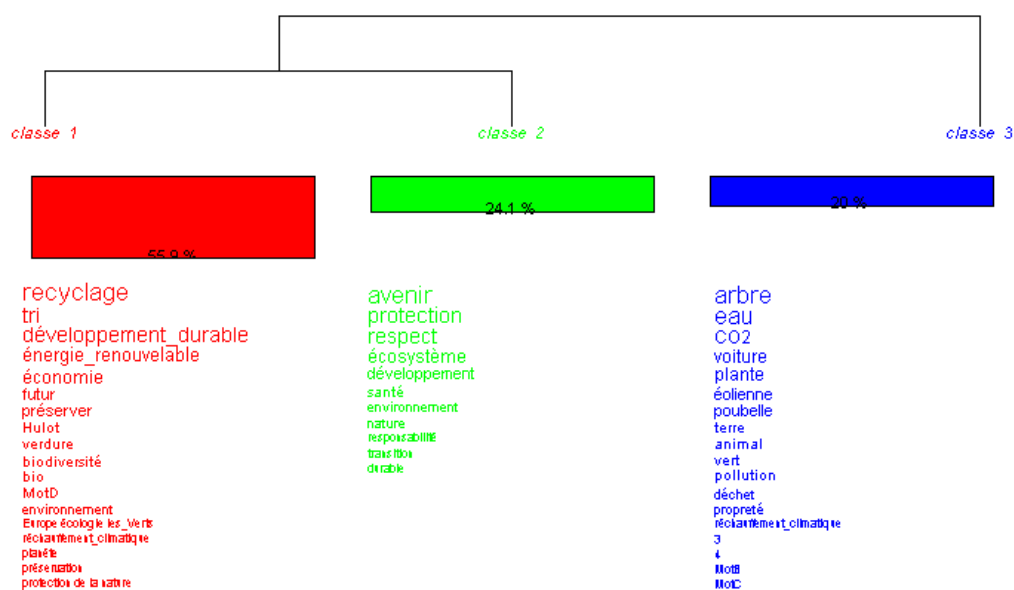 classe 1
classe 2
classe 3
55.9 %
24.1 %
20 %
recyclage
tri
développement_durable
énergie_renouvelable
économie
futur
préserver
Hulot
verdure
biodiversité
bio
MotD
environnement
Europe écologie les_Verts
réchauffement_climatique
planète
préservation
protection de la nature
avenir
protection
respect
écosystème
développement
santé
environnement
nature
responsabilité
transition
durable
arbre
eau
CO2
voiture
plante
éolienne
poubelle
terre
animal
vert
pollution
déchet
propreté
réchauffement_climatique
3
4
MotB
MotC